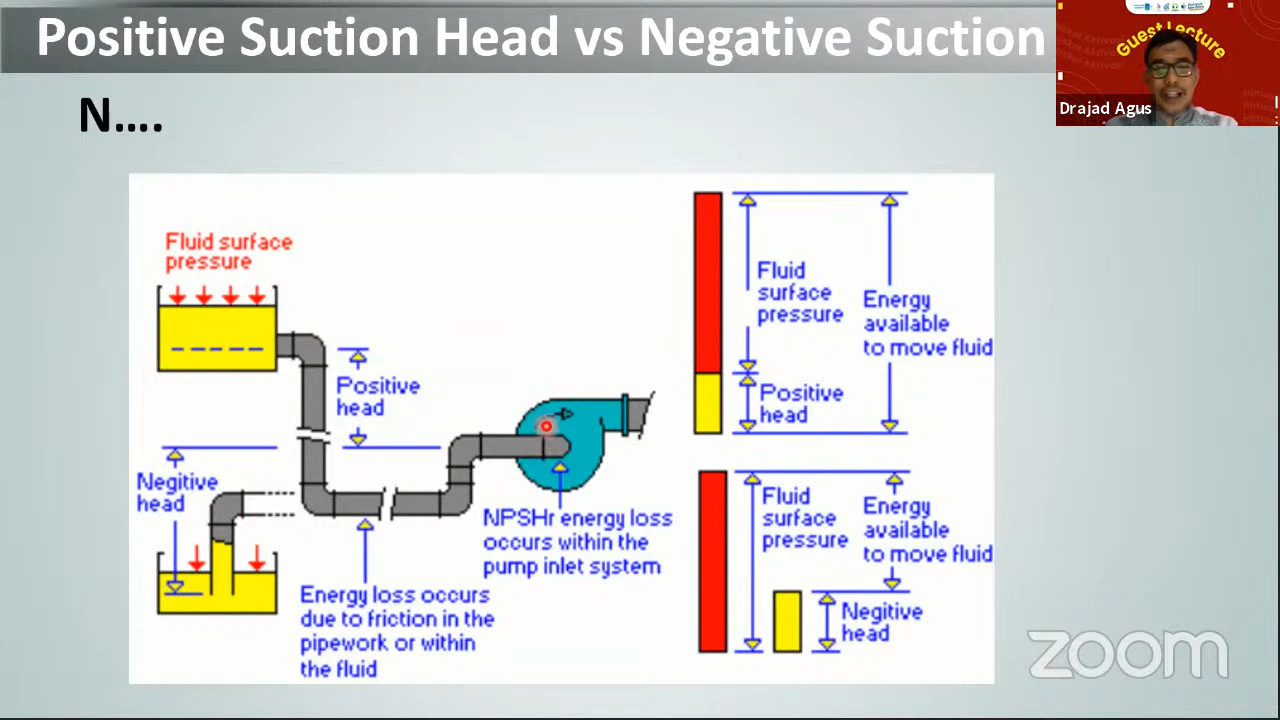 Positive Suction Head vs Negative Suction
N....
Guest Lecture
Drajad Agus
Fluid surface
pressure
Positive
head
Negitive
head
NPSHr energy loss
occurs within the
pump inlet system
Energy loss occurs
due to friction in the
pipework or within
the fluid
Fluid
surface
pressure
Energy
available
to move fluid
Positive
head
Fluid
surface
pressure
Energy
available
to move fluid
Negitive
head
zoom